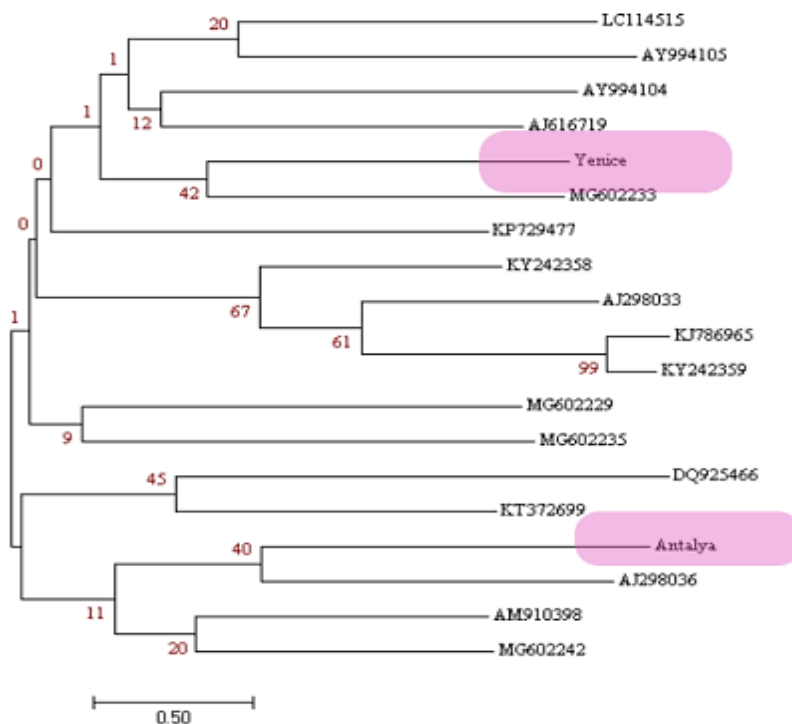 20
LC114515
1
AY994105
AY994104
1
12
AJ616719
Yenice
0
42
MG602233
0
KP729477
KY242358
67
AJ298033
1
61
KJ786965
99
KY242359
MG602229
9
MG602235
45
DQ925466
KT372699
40
Antalya
AJ298036
11
AM910398
20
MG602242
0.50